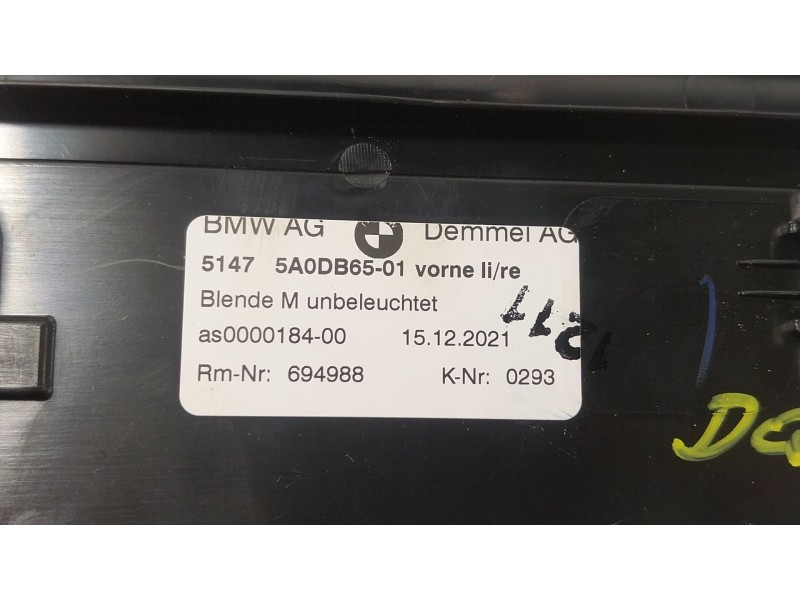 BMW AG Demmel AG
5147 5A0DB65-01 vorne li/re
Blende M unbeleuchtet
as0000184-00 15.12.2021
Rm-Nr: 694988 K-Nr: 0293
1211